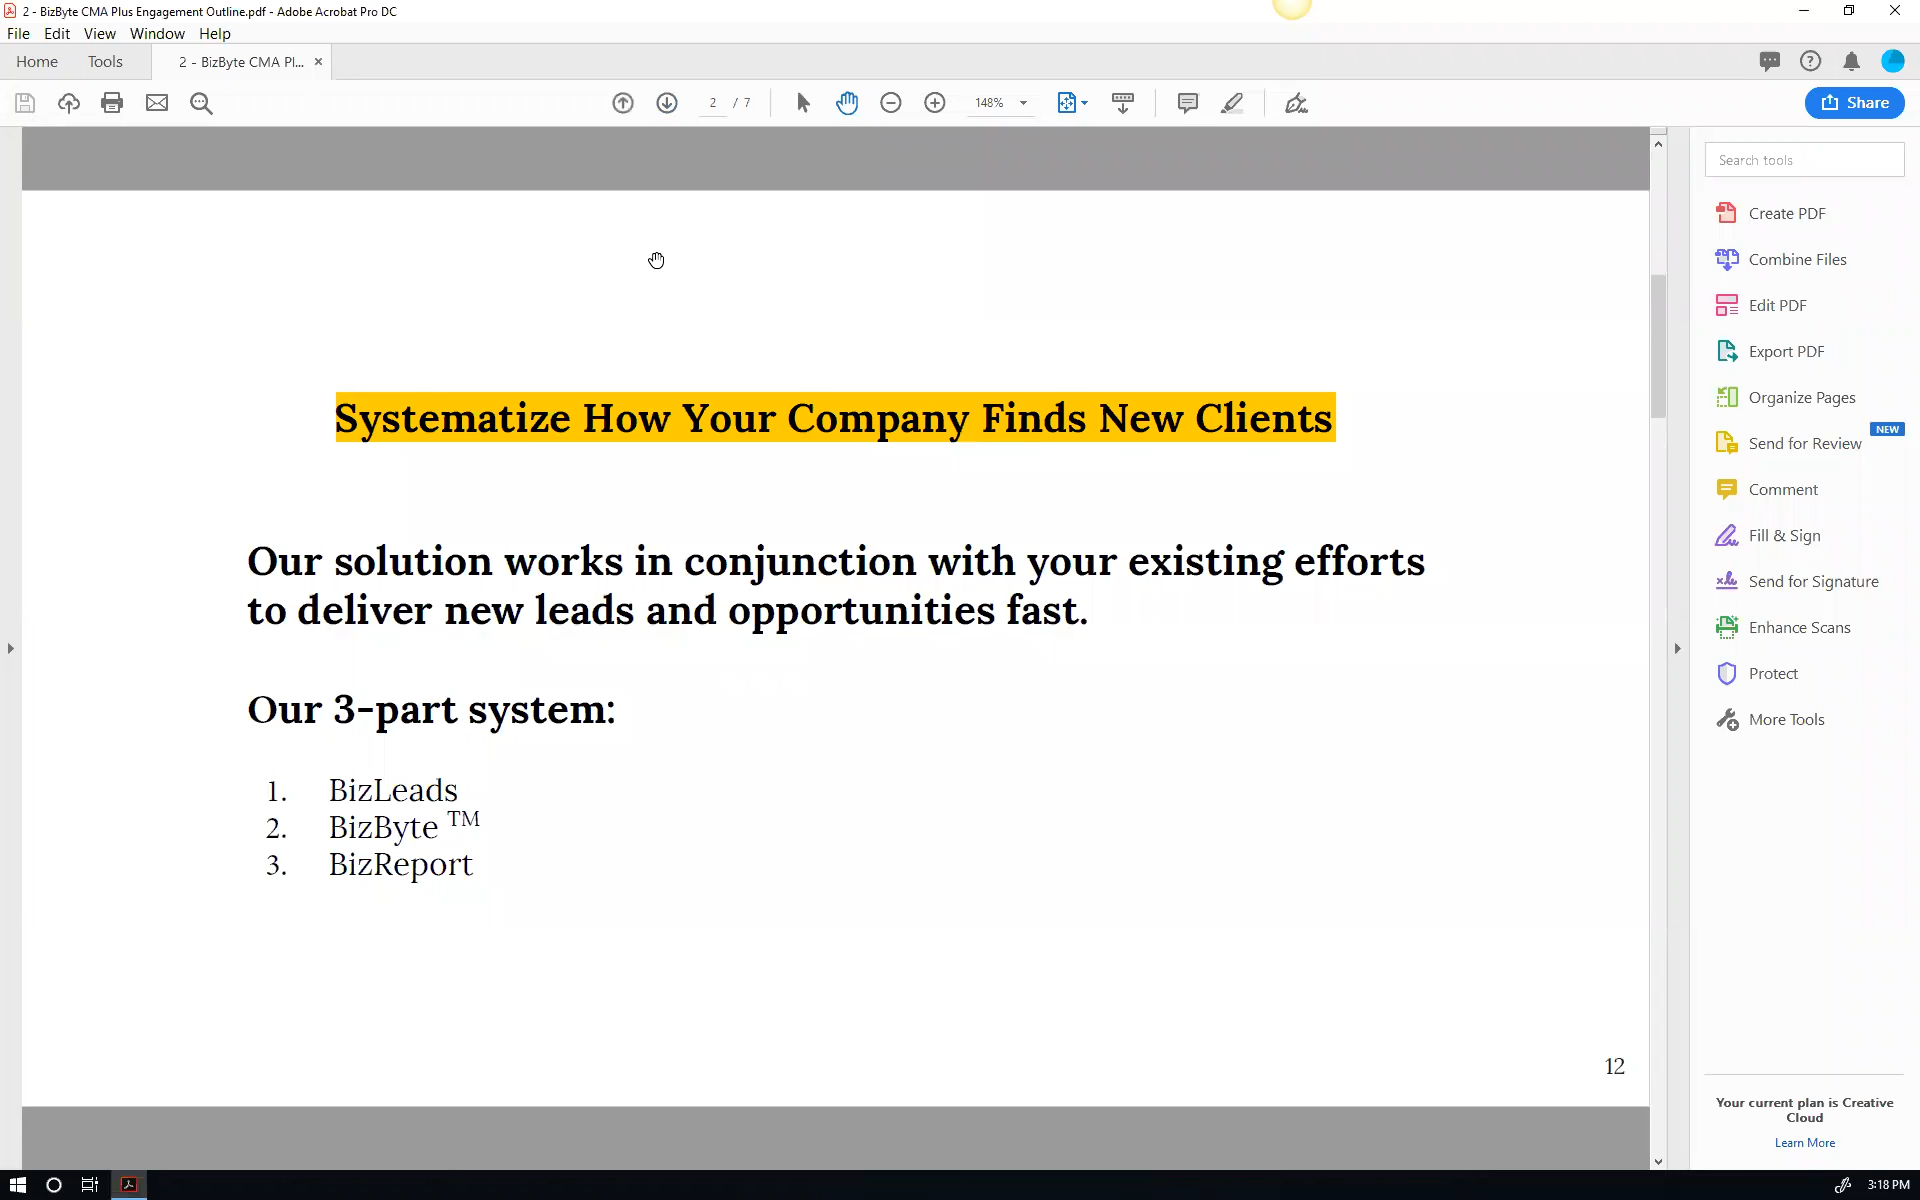 2 - BizByte CMA Plus Engagement Outline.pdf - Adobe Acrobat Pro DC
File Edit View Window Help
Home Tools 2 - BizByte CMA Pl...
2 / 7 148% Share
Search tools
Create PDF
Combine Files
Edit PDF
Export PDF
Organize Pages
NEW
Send for Review
Comment
Fill & Sign
Send for Signature
Enhance Scans
Protect
More Tools
Your current plan is Creative
Cloud
Learn More
Systematize How Your Company Finds New Clients
Our solution works in conjunction with your existing efforts
to deliver new leads and opportunities fast.
Our 3-part system:
1. BizLeads
2. BizByte TM
3. BizReport
12
3:18 PM